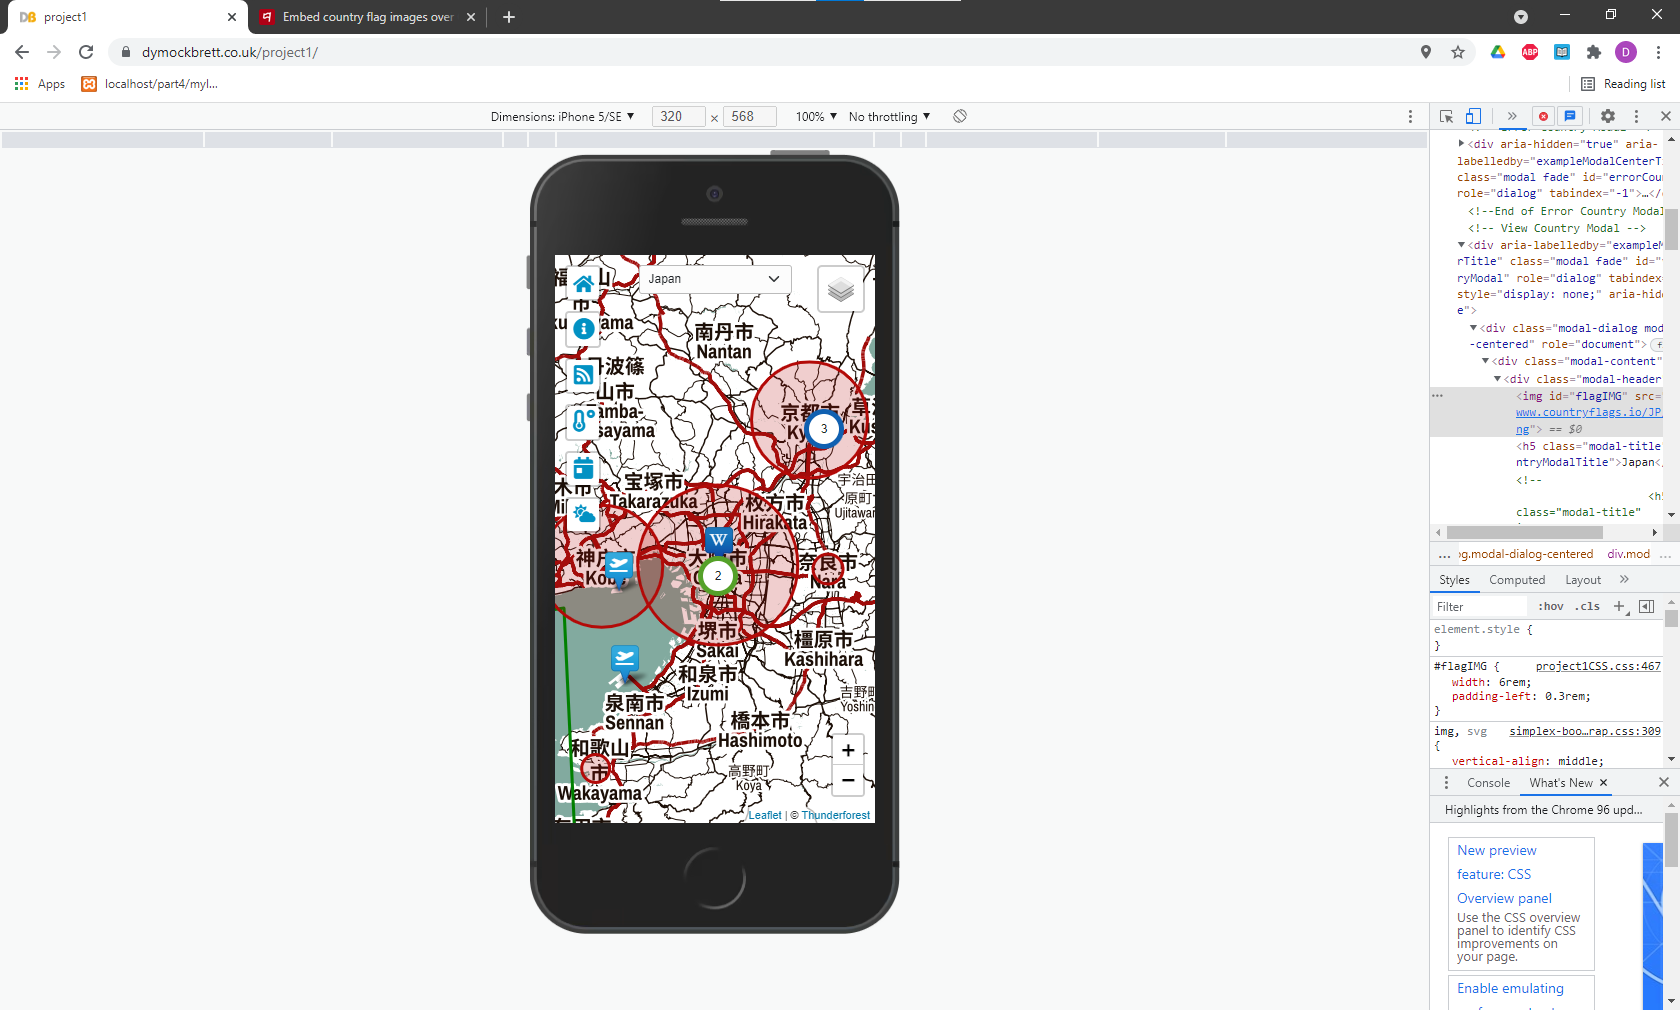 project1
Embed country flag images over
dymockbrett.co.uk/project1/
ABP
D
Apps
localhost/part4/myl...
Reading list
Dimensions: iPhone 5/SE
320 × 568
100%
No throttling
Japan
南丹市
Nantan
丹波篠
山市
Tamba-
sayama
京都市
3
宇治田
原町
Ujitawar
宝塚市
Takarazuka
枚方市
Hirakata
W
神戸市
Kobe
大阪市
2
奈良市
Nara
堺市
Sakai
橿原市
Kashihara
和泉市
Izumi
吉野町
Yoshin
泉南市
Sennan
橋本市
Hashimoto
和歌山
市
Wakayama
高野町
Koya
+
−
Leaflet | © Thunderforest
<div aria-hidden="true" aria-
labelledby="exampleModalCenterT
class="modal fade" id="errorCou
role="dialog" tabindex="-1">…</
<!--End of Error Country Modal
<!-- View Country Modal -->
<div aria-labelledby="exampleM
rTitle" class="modal fade" id="
ryModal" role="dialog" tabindex=
style="display: none;" aria-hid
e">
<div class="modal-dialog mod
-centered" role="document">
<div class="modal-content"
<div class="modal-header
<img id="flagIMG" src=
www.countryflags.io/JP
ng"> == $0
<h5 class="modal-title
ntryModalTitle">Japan<
<!--
<h
class="modal-title"
... og.modal-dialog-centered div.mod ...
Styles Computed Layout
Filter :hov .cls
element.style {
}
#flagIMG { project1CSS.css:467
width: 6rem;
padding-left: 0.3rem;
}
img, svg simplex-boo…rap.css:309
{
vertical-align: middle;
Console What's New
Highlights from the Chrome 96 upd...
New preview
feature: CSS
Overview panel
Use the CSS overview
panel to identify CSS
improvements on
your page.
Enable emulating